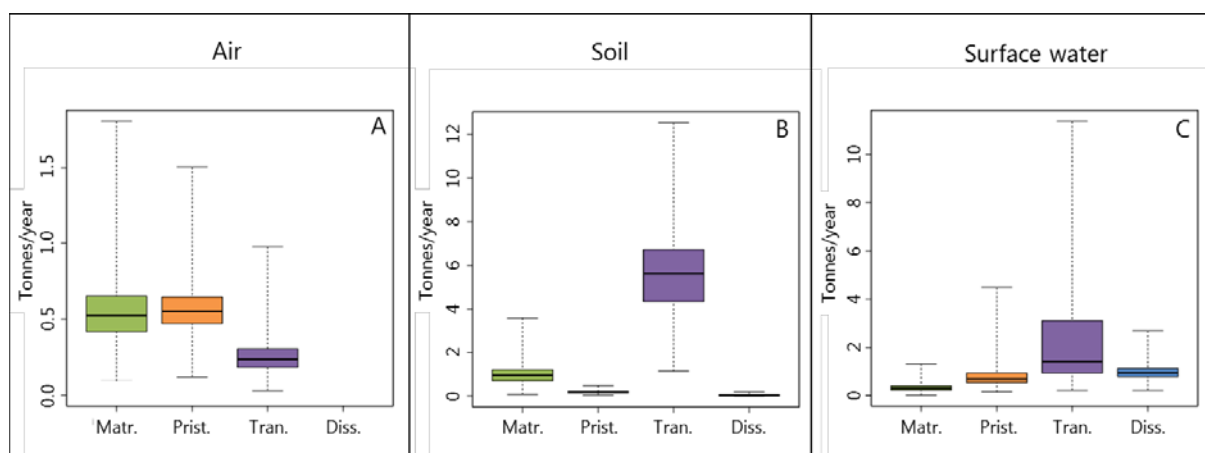 Air
A
Tonnes/year
1.5
1.0
0.5
0.0
Matr. Prist. Tran. Diss.
Soil
B
Tonnes/year
12
10
8
6
4
2
0
Matr. Prist. Tran. Diss.
Surface water
C
Tonnes/year
10
8
6
4
2
0
Matr. Prist. Tran. Diss.